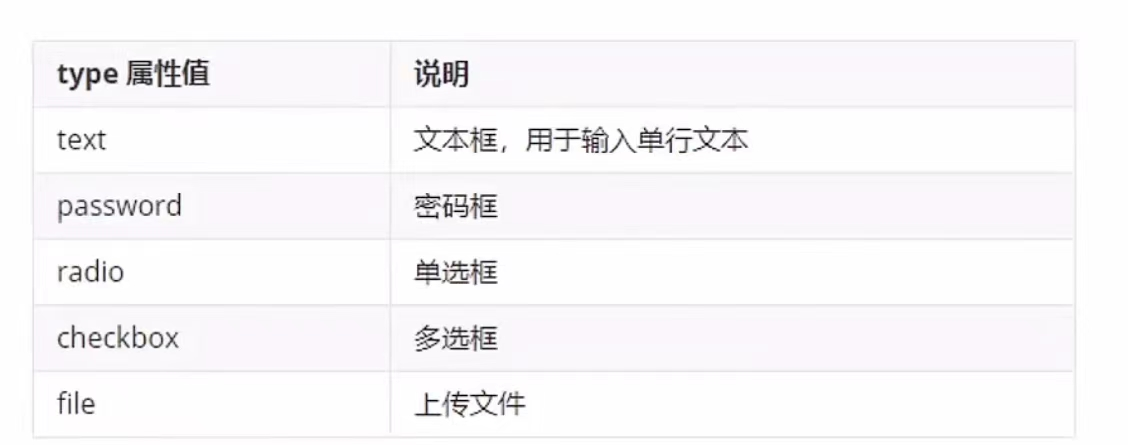 type 属性值 说明
text 文本框，用于输入单行文本
password 密码框
radio 单选框
checkbox 多选框
file 上传文件